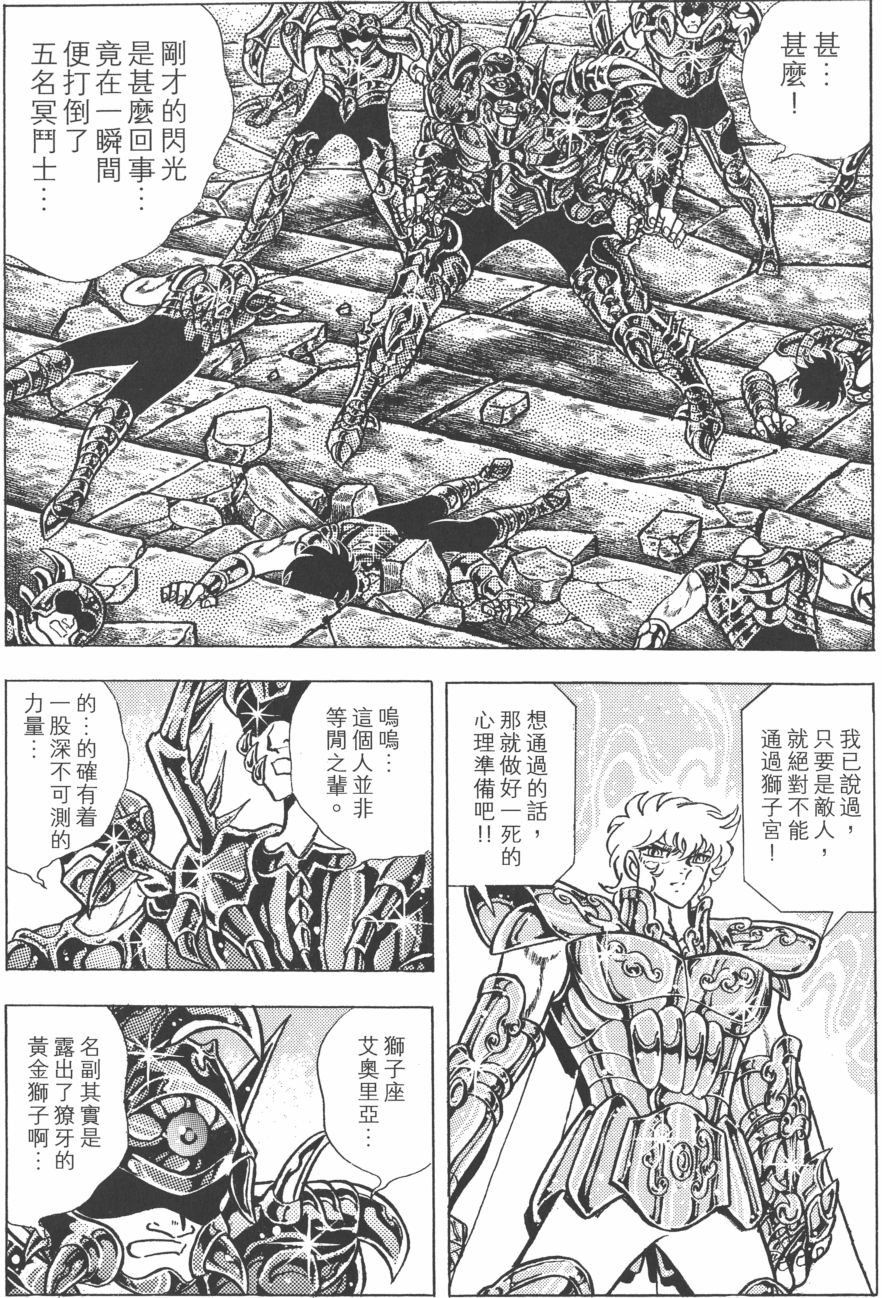 甚…
甚麼！
剛才的閃光
是甚麼回事…
竟在一瞬間
便打倒了
五名冥鬥士…
我已說過，
只要是敵人，
就絕對不能
通過獅子宮！
想通過的話，
那就做好一死的
心理準備吧!!
嗚嗚…
這個人並非
等閒之輩。
的…的確有着
一股深不可測的
力量…
獅子座
艾奧里亞…
名副其實是
露出了獠牙的
黃金獅子啊…